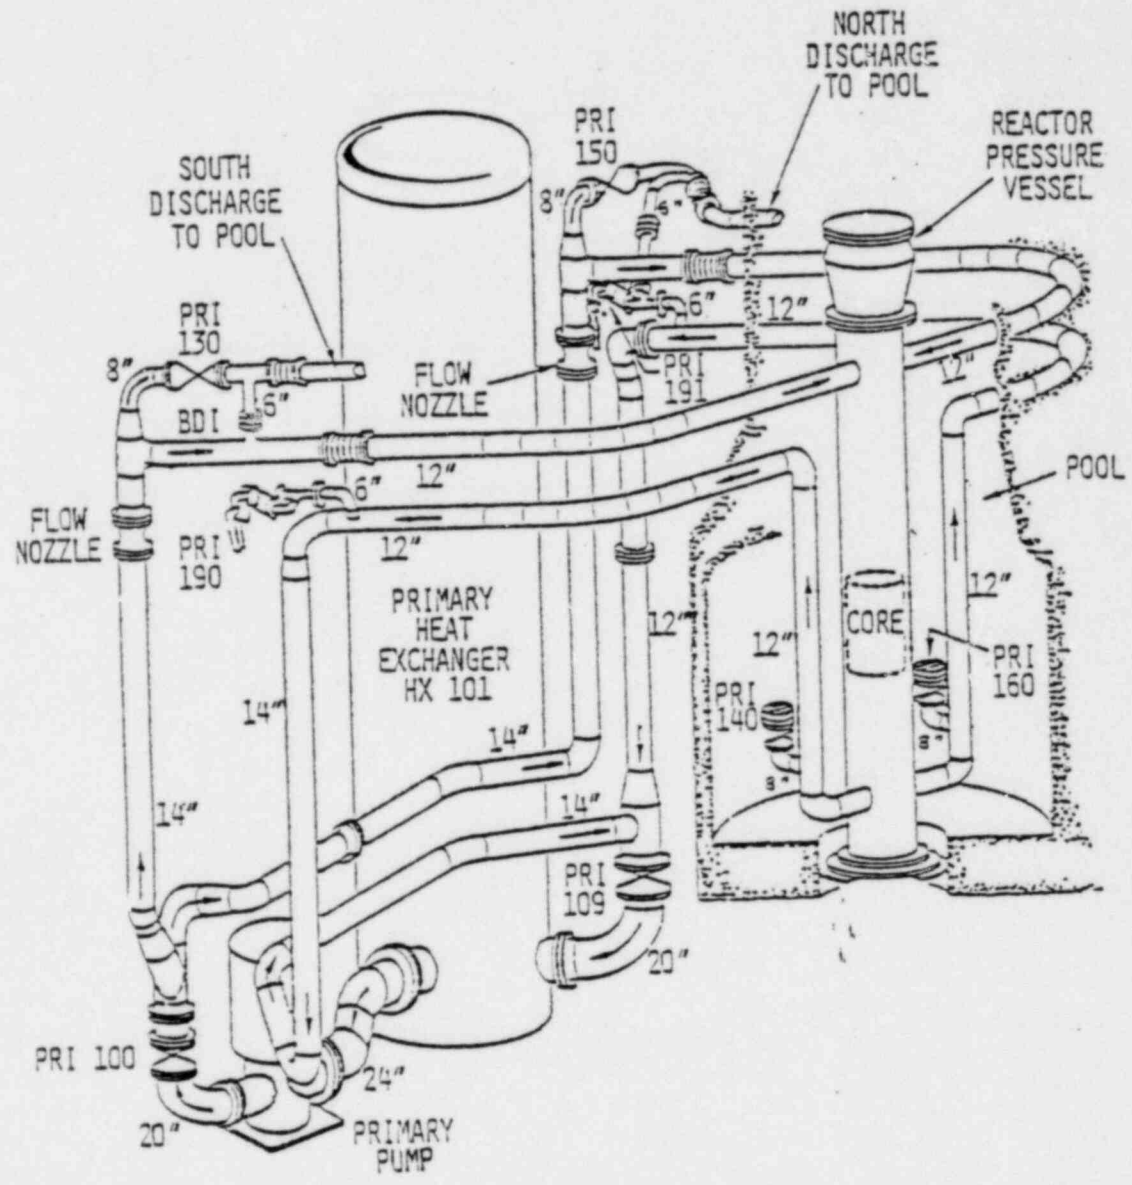 NORTH
DISCHARGE
TO POOL
PRI
150
REACTOR
PRESSURE
VESSEL
SOUTH
DISCHARGE
TO POOL
8"
6"
PRI
130
6"
12"
8"
FLOW
NOZZLE
PRI
191
12"
6"
BDI
12"
POOL
6"
FLOW
NOZZLE
PRI
190
12"
PRIMARY
HEAT
EXCHANGER
HX 101
12"
CORE
12"
12"
PRI
160
14"
PRI
140
14"
8"
8"
14"
14"
PRI
109
20"
PRI 100
24"
20"
PRIMARY
PUMP